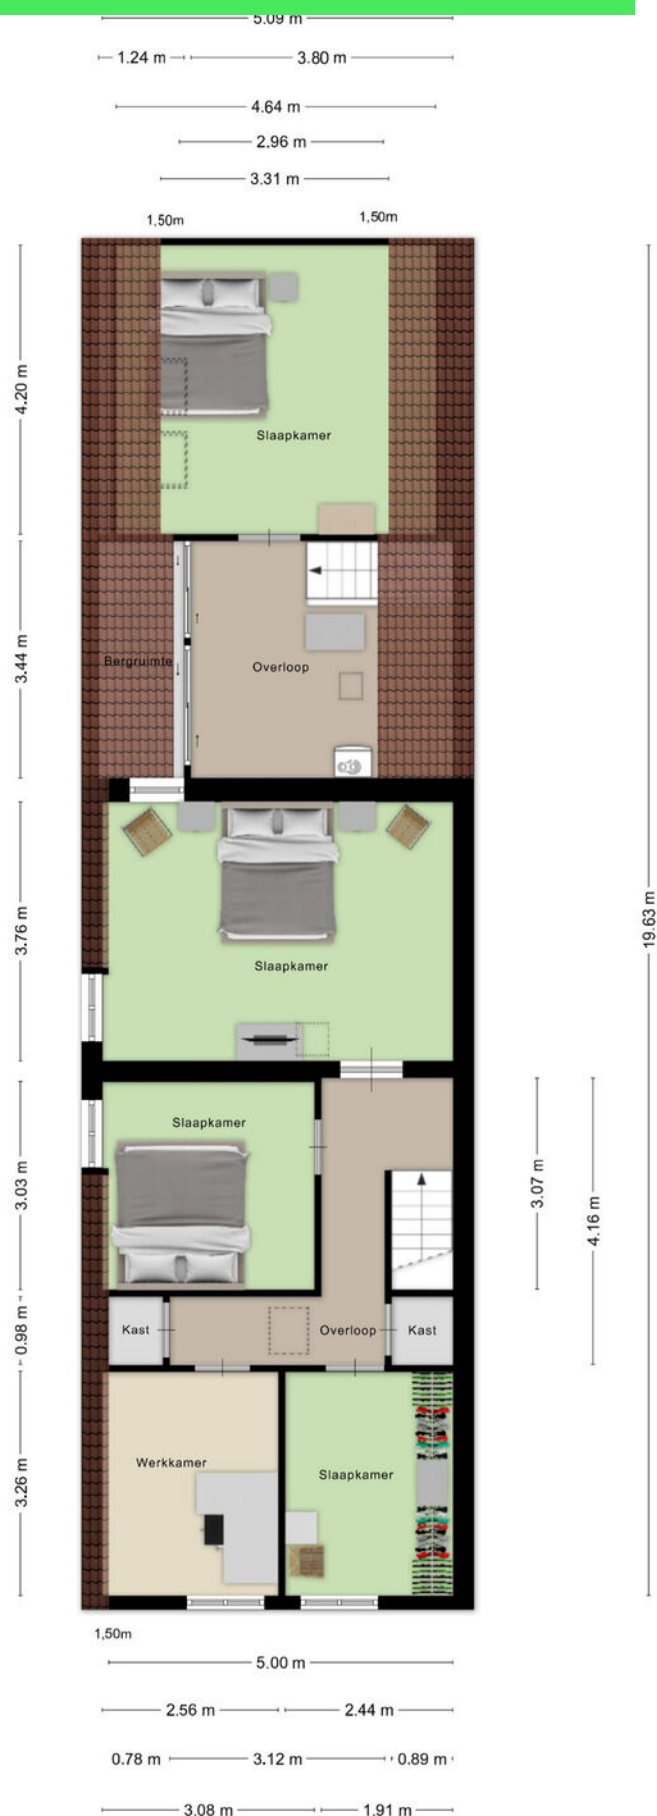 5.09 m
1.24 m 3.80 m
4.64 m
2.96 m
3.31 m
1,50m 1,50m
4.20 m
Slaapkamer
3.44 m
Bergruimte
Overloop
3.76 m
19.63 m
Slaapkamer
Slaapkamer
3.03 m
3.07 m
4.16 m
0.98 m
Kast
Overloop
Kast
3.26 m
Werkkamer
Slaapkamer
1,50m
5.00 m
2.56 m 2.44 m
0.78 m 3.12 m 0.89 m
3.08 m 1.91 m